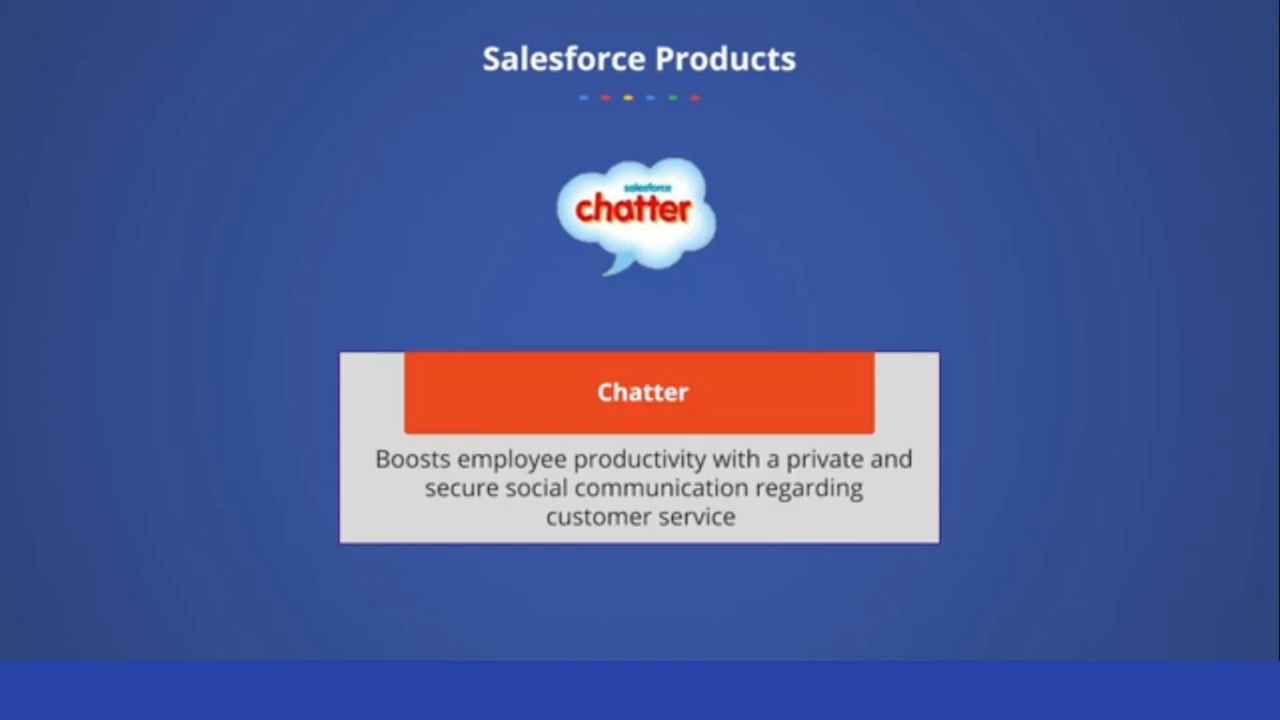 Salesforce Products
salesforce
chatter
Chatter
Boosts employee productivity with a private and
secure social communication regarding
customer service